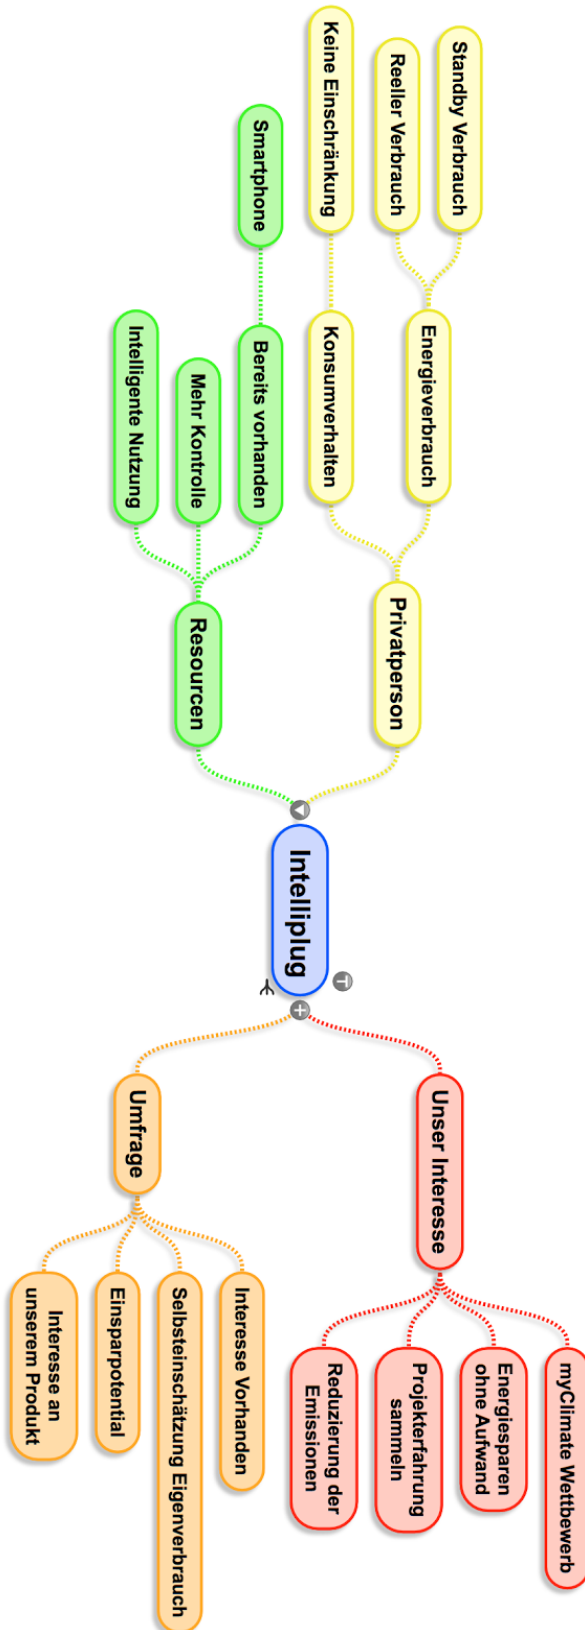 Standby Verbrauch
Reeller Verbrauch
Energieverbrauch
Keine Einschränkung
Konsumverhalten
Privatperson
Smartphone
Bereits vorhanden
Mehr Kontrolle
Intelligente Nutzung
Resourcen
Intelliplug
T
Unser Interesse
myClimate Wettbewerb
Energiesparen
ohne Aufwand
Projekterfahrung
sammeln
Reduzierung der
Emissionen
Umfrage
Interesse Vorhanden
Selbsteinschätzung Eigenverbrauch
Einsparpotential
Interesse an
unserem Produkt